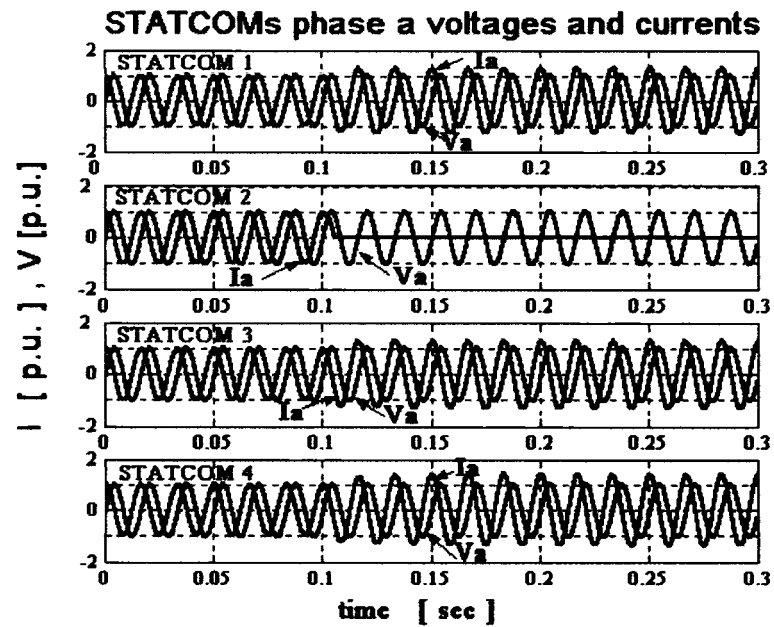 STATCOMs phase a voltages and currents
I [p.u.], V [p.u.]
STATCOM 1
Ia
Va
2
0
-2
0 0.05 0.1 0.15 0.2 0.25 0.3
STATCOM 2
Ia
Va
2
0
-2
0 0.05 0.1 0.15 0.2 0.25 0.3
STATCOM 3
Ia
Va
2
0
-2
0 0.05 0.1 0.15 0.2 0.25 0.3
STATCOM 4
Ia
Va
2
0
-2
0 0.05 0.1 0.15 0.2 0.25 0.3
time [ sec ]